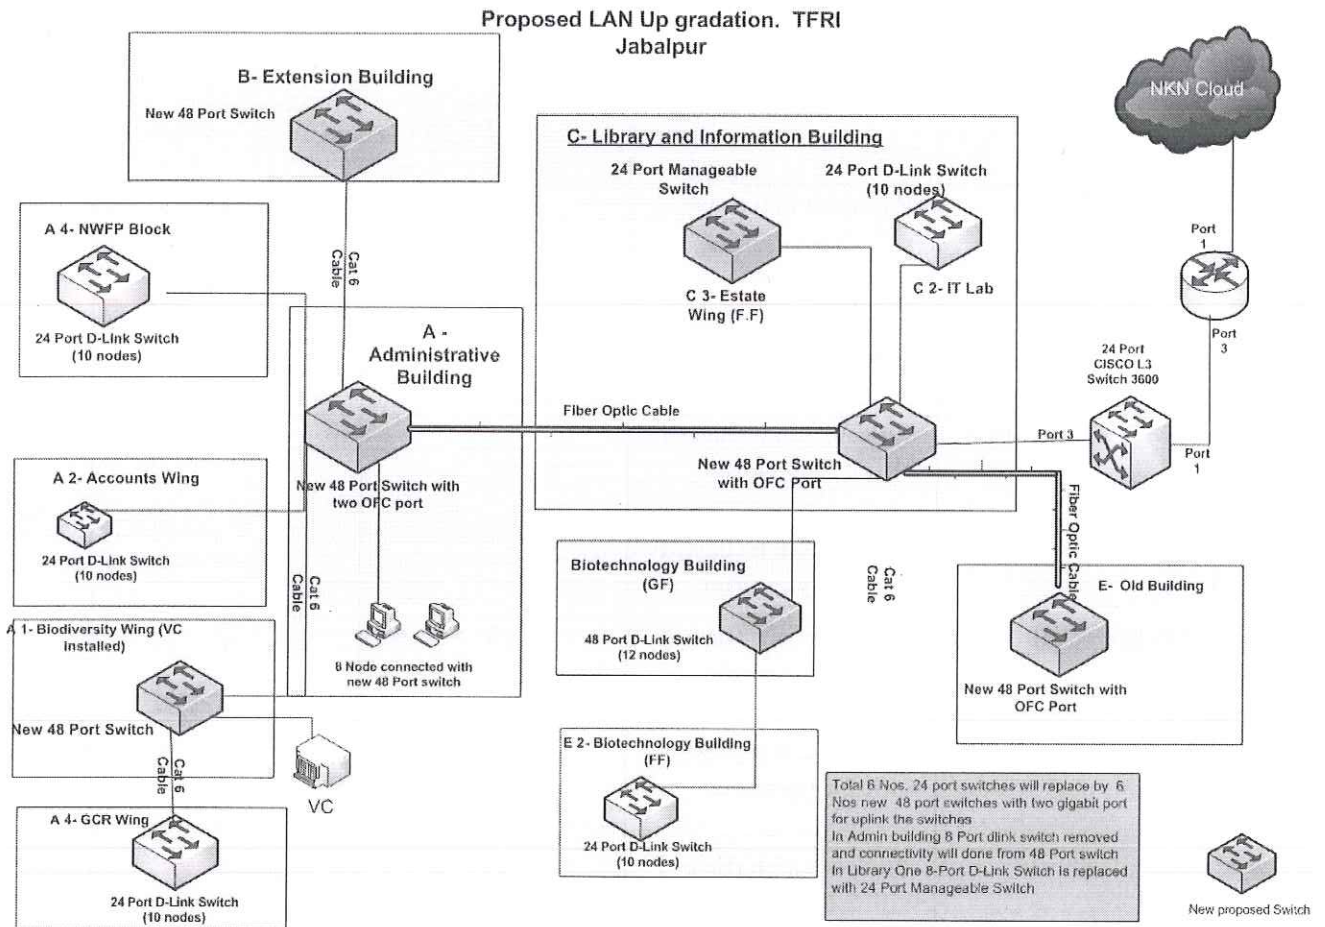 Proposed LAN Up gradation. TFRI
Jabalpur
B- Extension Building
New 48 Port Switch
Cat 6
Cable
A 4- NWFP Block
24 Port D-Link Switch
(10 nodes)
A -
Administrative
Building
New 48 Port Switch with
two OFC port
8 Node connected with
new 48 Port switch
A 2- Accounts Wing
24 Port D-Link Switch
(10 nodes)
Cat 6
Cable
A 1- Biodiversity Wing (VC
installed)
New 48 Port Switch
VC
Cat 6
Cable
A 4- GCR Wing
24 Port D-Link Switch
(10 nodes)
Fiber Optic Cable
C- Library and Information Building
24 Port Manageable
Switch
C 3- Estate
Wing (F.F)
24 Port D-Link Switch
(10 nodes)
C 2- IT Lab
New 48 Port Switch
with OFC Port
NKN Cloud
Port
1
Port
3
24 Port
CISCO L3
Switch 3600
Port 3
Port
1
Fiber Optic Cable
Cat 6
Cable
Biotechnology Building
(GF)
48 Port D-Link Switch
(12 nodes)
E 2- Biotechnology Building
(FF)
24 Port D-Link Switch
(10 nodes)
E- Old Building
New 48 Port Switch with
OFC Port
Total 6 Nos. 24 port switches will replace by 6
Nos new 48 port switches with two gigabit port
for uplink the switches
In Admin building 8 Port dlink switch removed
and connectivity will done from 48 Port switch
In Library One 8-Port D-Link Switch is replaced
with 24 Port Manageable Switch
New proposed Switch